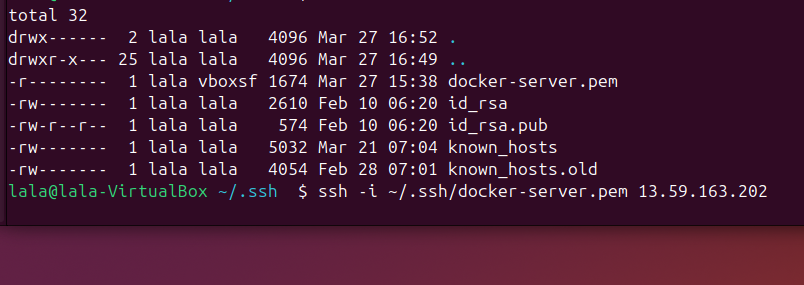 total 32
drwx------  2 lala lala   4096 Mar 27 16:52 .
drwxr-x--- 25 lala lala   4096 Mar 27 16:49 ..
-r--------  1 lala vboxsf 1674 Mar 27 15:38 docker-server.pem
-rw-------  1 lala lala   2610 Feb 10 06:20 id_rsa
-rw-r--r--  1 lala lala    574 Feb 10 06:20 id_rsa.pub
-rw-------  1 lala lala   5032 Mar 21 07:04 known_hosts
-rw-------  1 lala lala   4054 Feb 28 07:01 known_hosts.old
lala@lala-VirtualBox ~/.ssh  $ ssh -i ~/.ssh/docker-server.pem 13.59.163.202